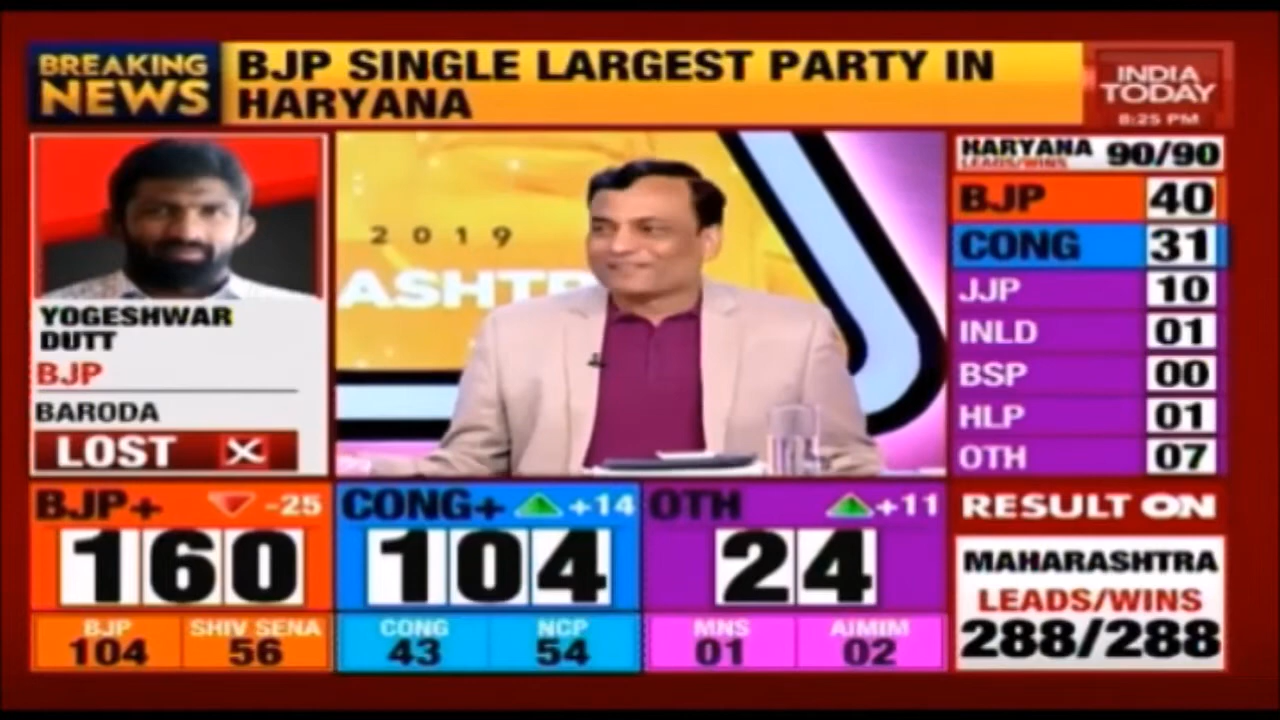 BREAKING
NEWS
BJP SINGLE LARGEST PARTY IN
HARYANA
INDIA
TODAY
8:25 PM
YOGESHWAR
DUTT
BJP
BARODA
LOST
2019
ASHT
HARYANA 90/90
LEADS/WINS
BJP 40
CONG 31
JJP 10
INLD 01
BSP 00
HLP 01
OTH 07
BJP+ -25
160
BJP SHIV SENA
104 56
CONG+ +14
104
CONG NCP
43 54
OTH +11
24
MNS AIMIM
01 02
RESULT ON
MAHARASHTRA
LEADS/WINS
288/288